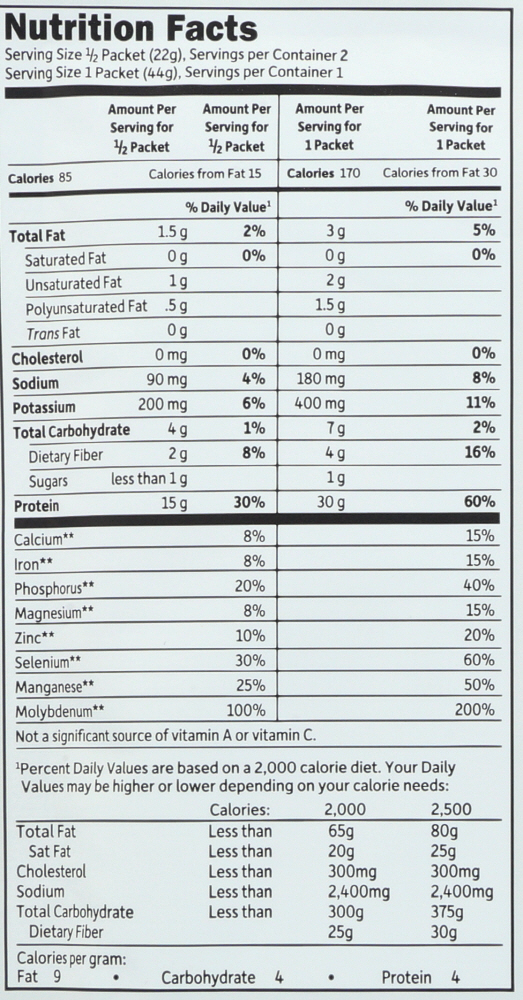 Nutrition Facts
Serving Size ½ Packet (22g), Servings per Container 2
Serving Size 1 Packet (44g), Servings per Container 1
Amount Per Serving for ½ Packet Amount Per Serving for ½ Packet Amount Per Serving for 1 Packet Amount Per Serving for 1 Packet
Calories 85 Calories from Fat 15 Calories 170 Calories from Fat 30
% Daily Value¹ % Daily Value¹
Total Fat 1.5 g 2% 3 g 5%
Saturated Fat 0 g 0% 0 g 0%
Unsaturated Fat 1 g 2 g
Polyunsaturated Fat .5 g 1.5 g
Trans Fat 0 g 0 g
Cholesterol 0 mg 0% 0 mg 0%
Sodium 90 mg 4% 180 mg 8%
Potassium 200 mg 6% 400 mg 11%
Total Carbohydrate 4 g 1% 7 g 2%
Dietary Fiber 2 g 8% 4 g 16%
Sugars less than 1 g 1 g
Protein 15 g 30% 30 g 60%
Calcium** 8% 15%
Iron** 8% 15%
Phosphorus** 20% 40%
Magnesium** 8% 15%
Zinc** 10% 20%
Selenium** 30% 60%
Manganese** 25% 50%
Molybdenum** 100% 200%
Not a significant source of vitamin A or vitamin C.
¹Percent Daily Values are based on a 2,000 calorie diet. Your Daily
Values may be higher or lower depending on your calorie needs:
Calories: 2,000 2,500
Total Fat Less than 65g 80g
Sat Fat Less than 20g 25g
Cholesterol Less than 300mg 300mg
Sodium Less than 2,400mg 2,400mg
Total Carbohydrate Less than 300g 375g
Dietary Fiber 25g 30g
Calories per gram:
Fat 9 • Carbohydrate 4 • Protein 4